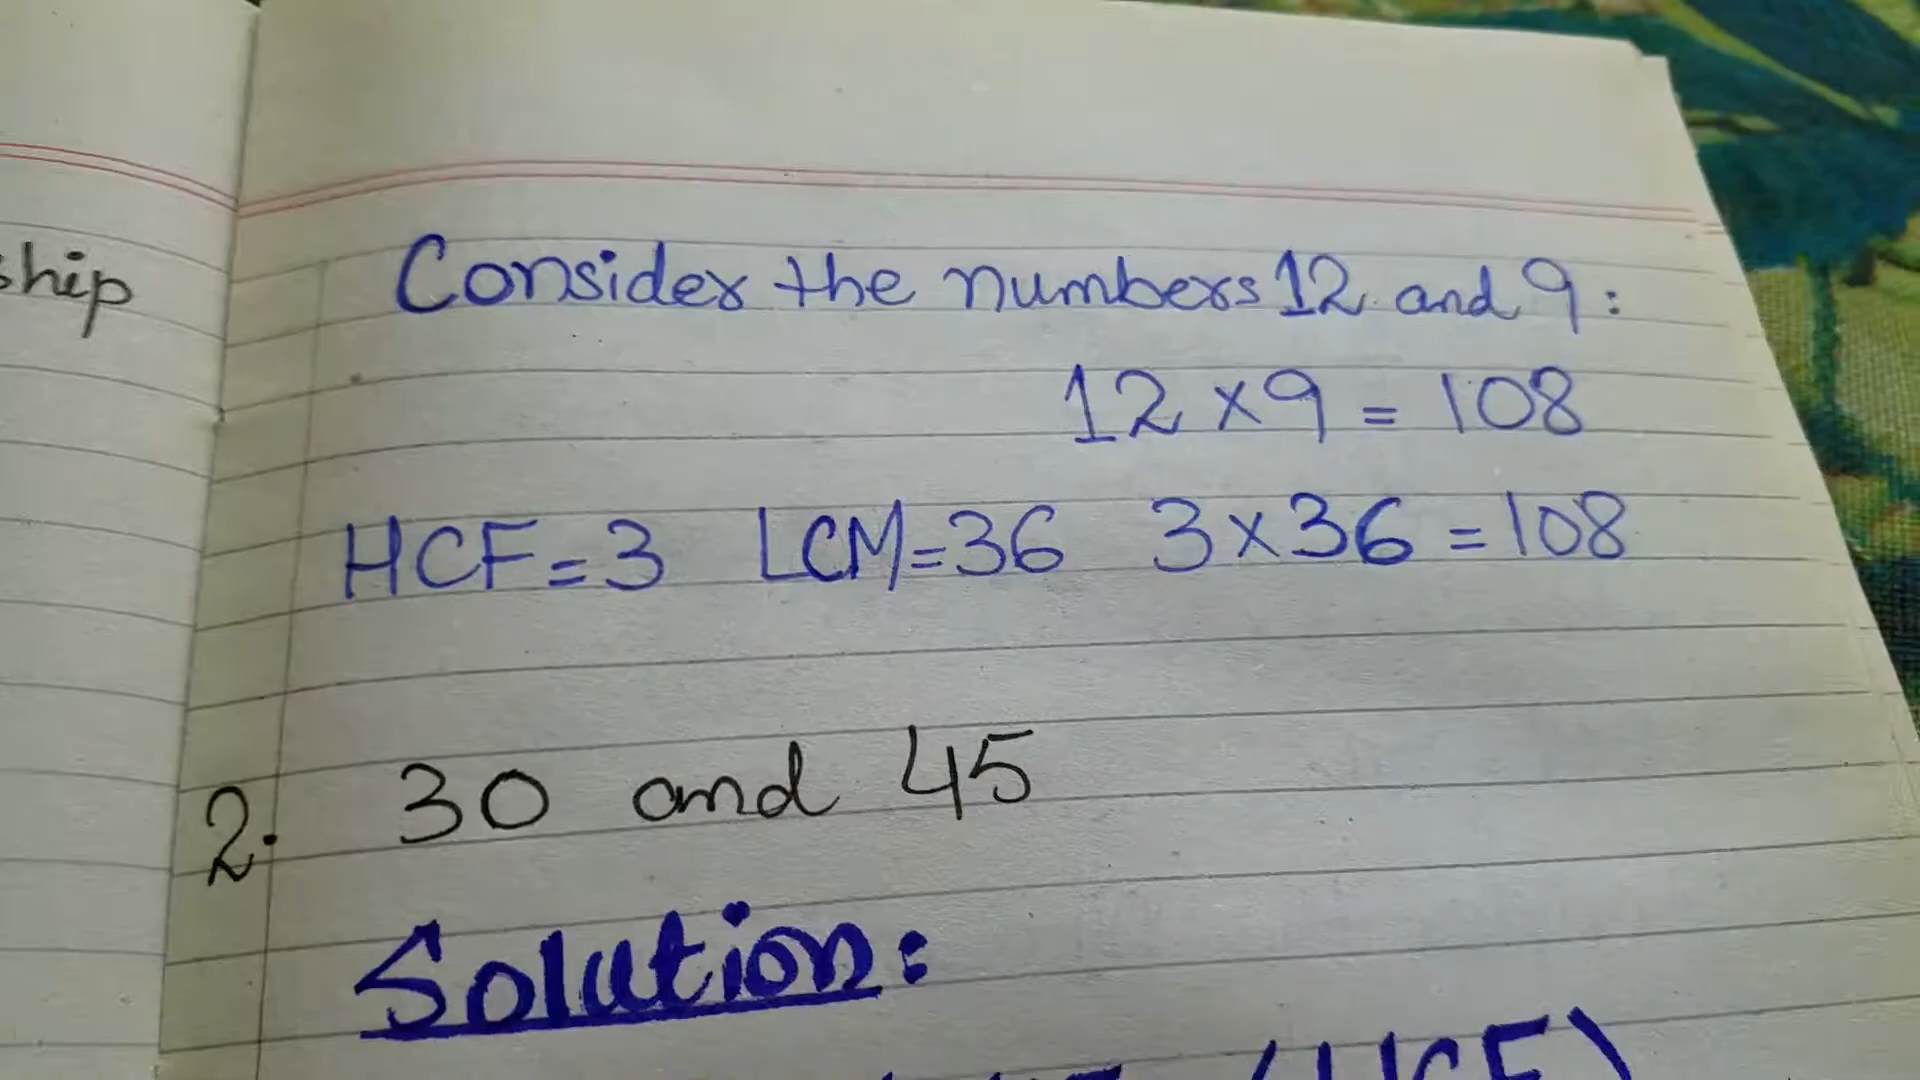 Consider the numbers 12 and 9:
12 × 9 = 108
HCF = 3 LCM = 36 3 × 36 = 108
2. 30 and 45
Solution:
(HCF)